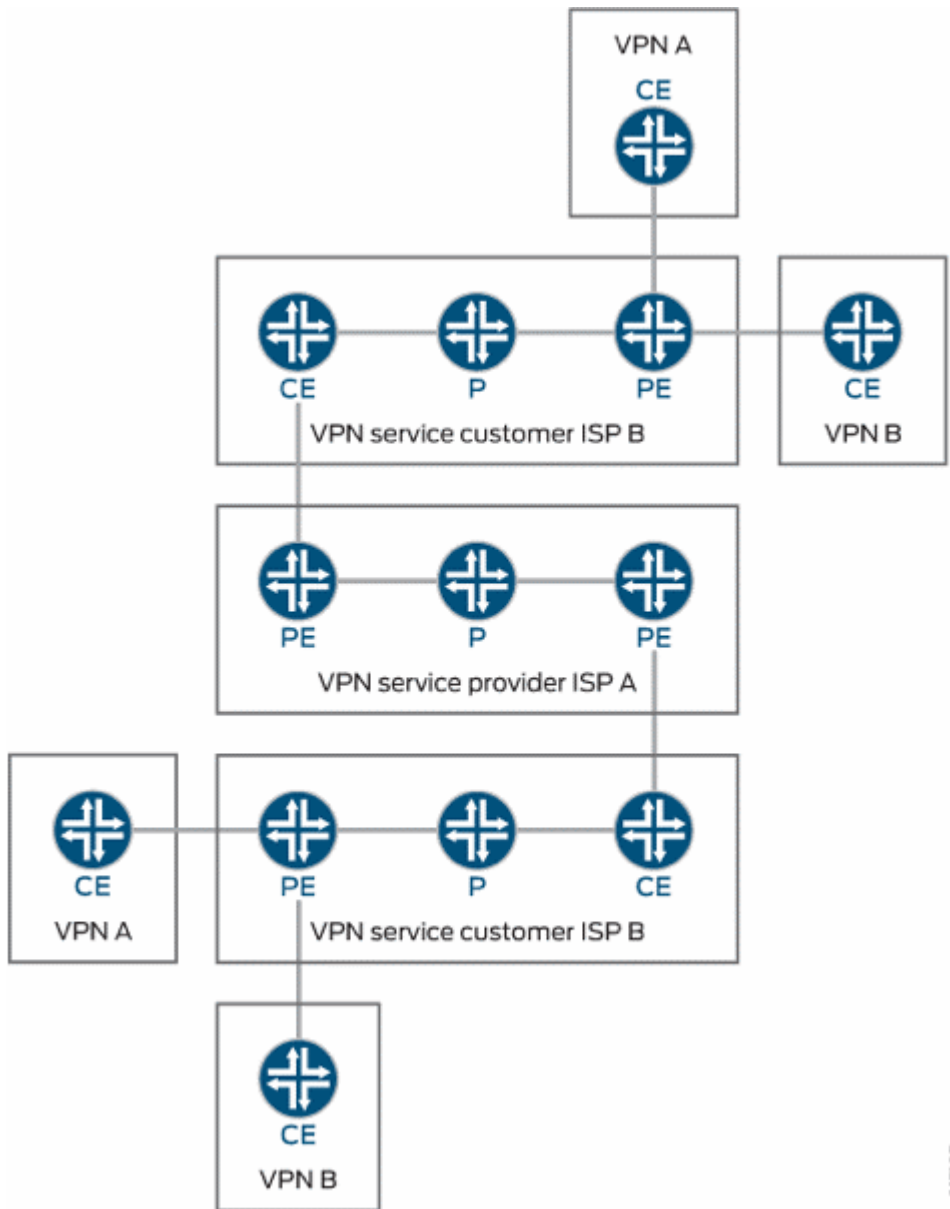 VPN A
CE
CE P PE CE
VPN service customer ISP B VPN B
PE P PE
VPN service provider ISP A
CE PE P CE
VPN A VPN service customer ISP B
CE
VPN B